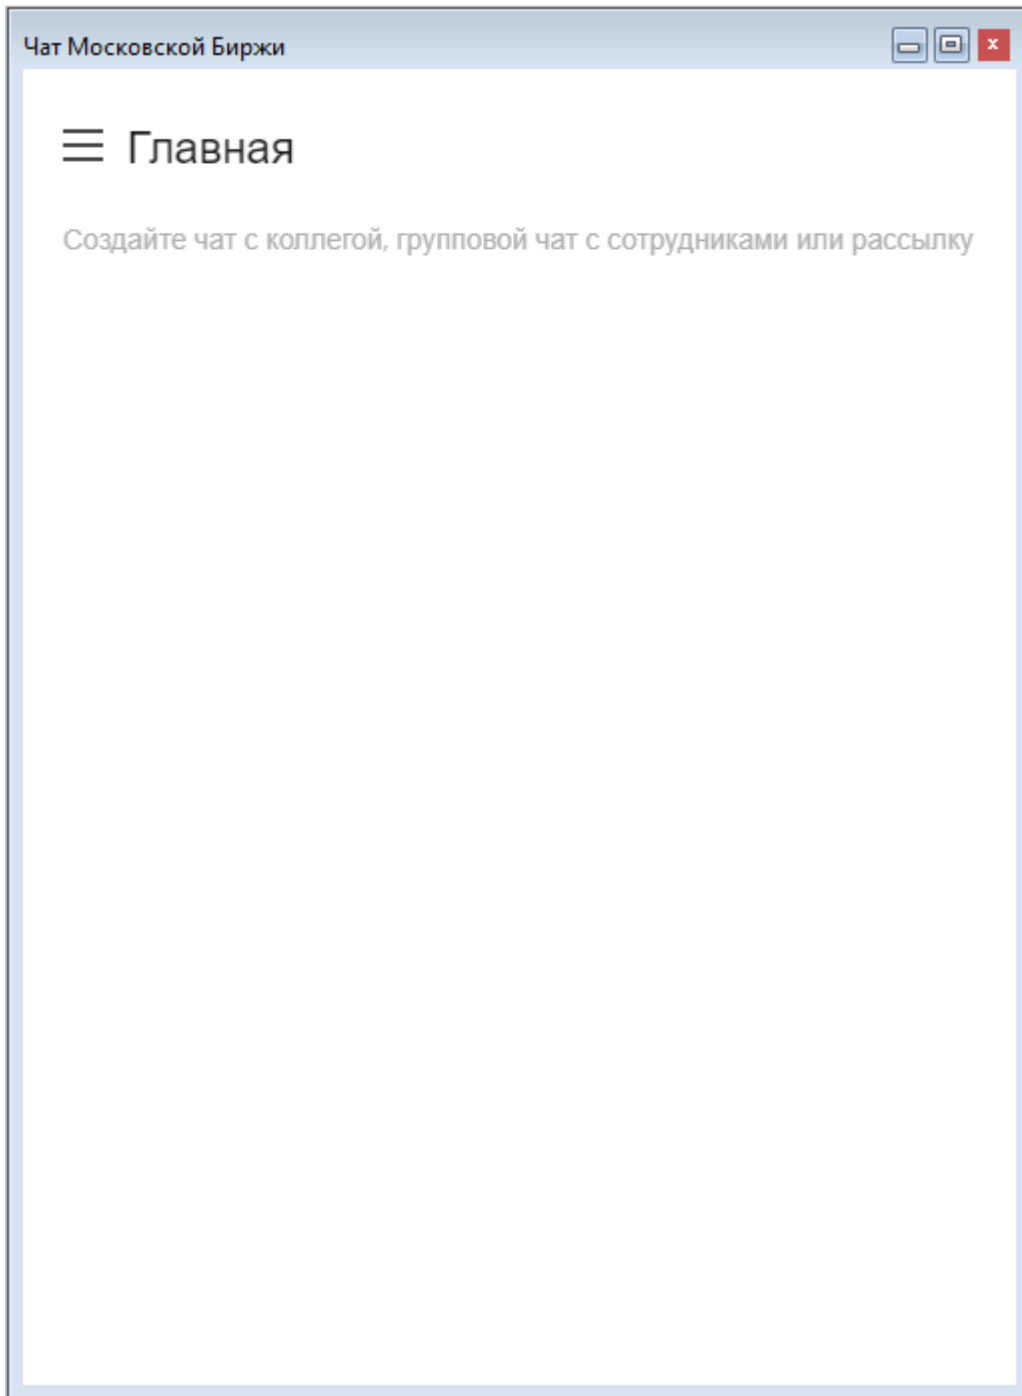 Чат Московской Биржи
Главная
Создайте чат с коллегой, групповой чат с сотрудниками или рассылку